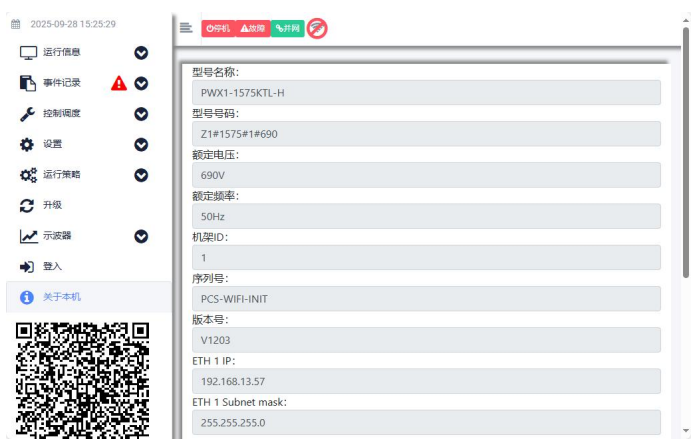 2025-09-28 15:25:29
运行信息
事件记录
控制调度
设置
运行策略
升级
示波器
登入
关于本机
停机 故障 并网
型号名称:
PWX1-1575KTL-H
型号号码:
Z1#1575#1#690
额定电压:
690V
额定频率:
50Hz
机架ID:
1
序列号:
PCS-WIFI-INIT
版本号:
V1203
ETH 1 IP:
192.168.13.57
ETH 1 Subnet mask:
255.255.255.0